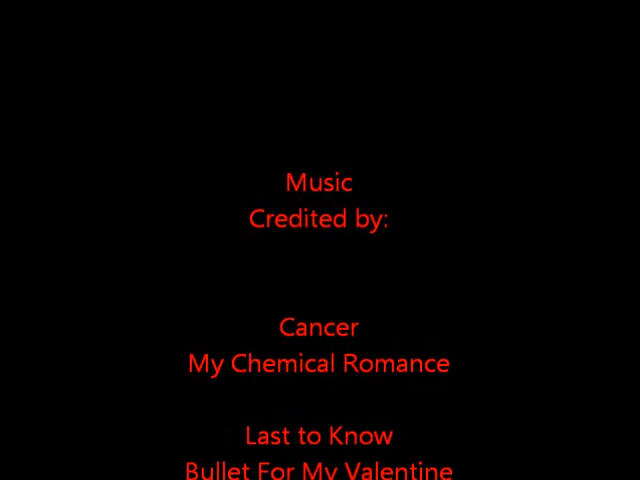 Music
Credited by:
Cancer
My Chemical Romance
Last to Know
Bullet For My Valentine